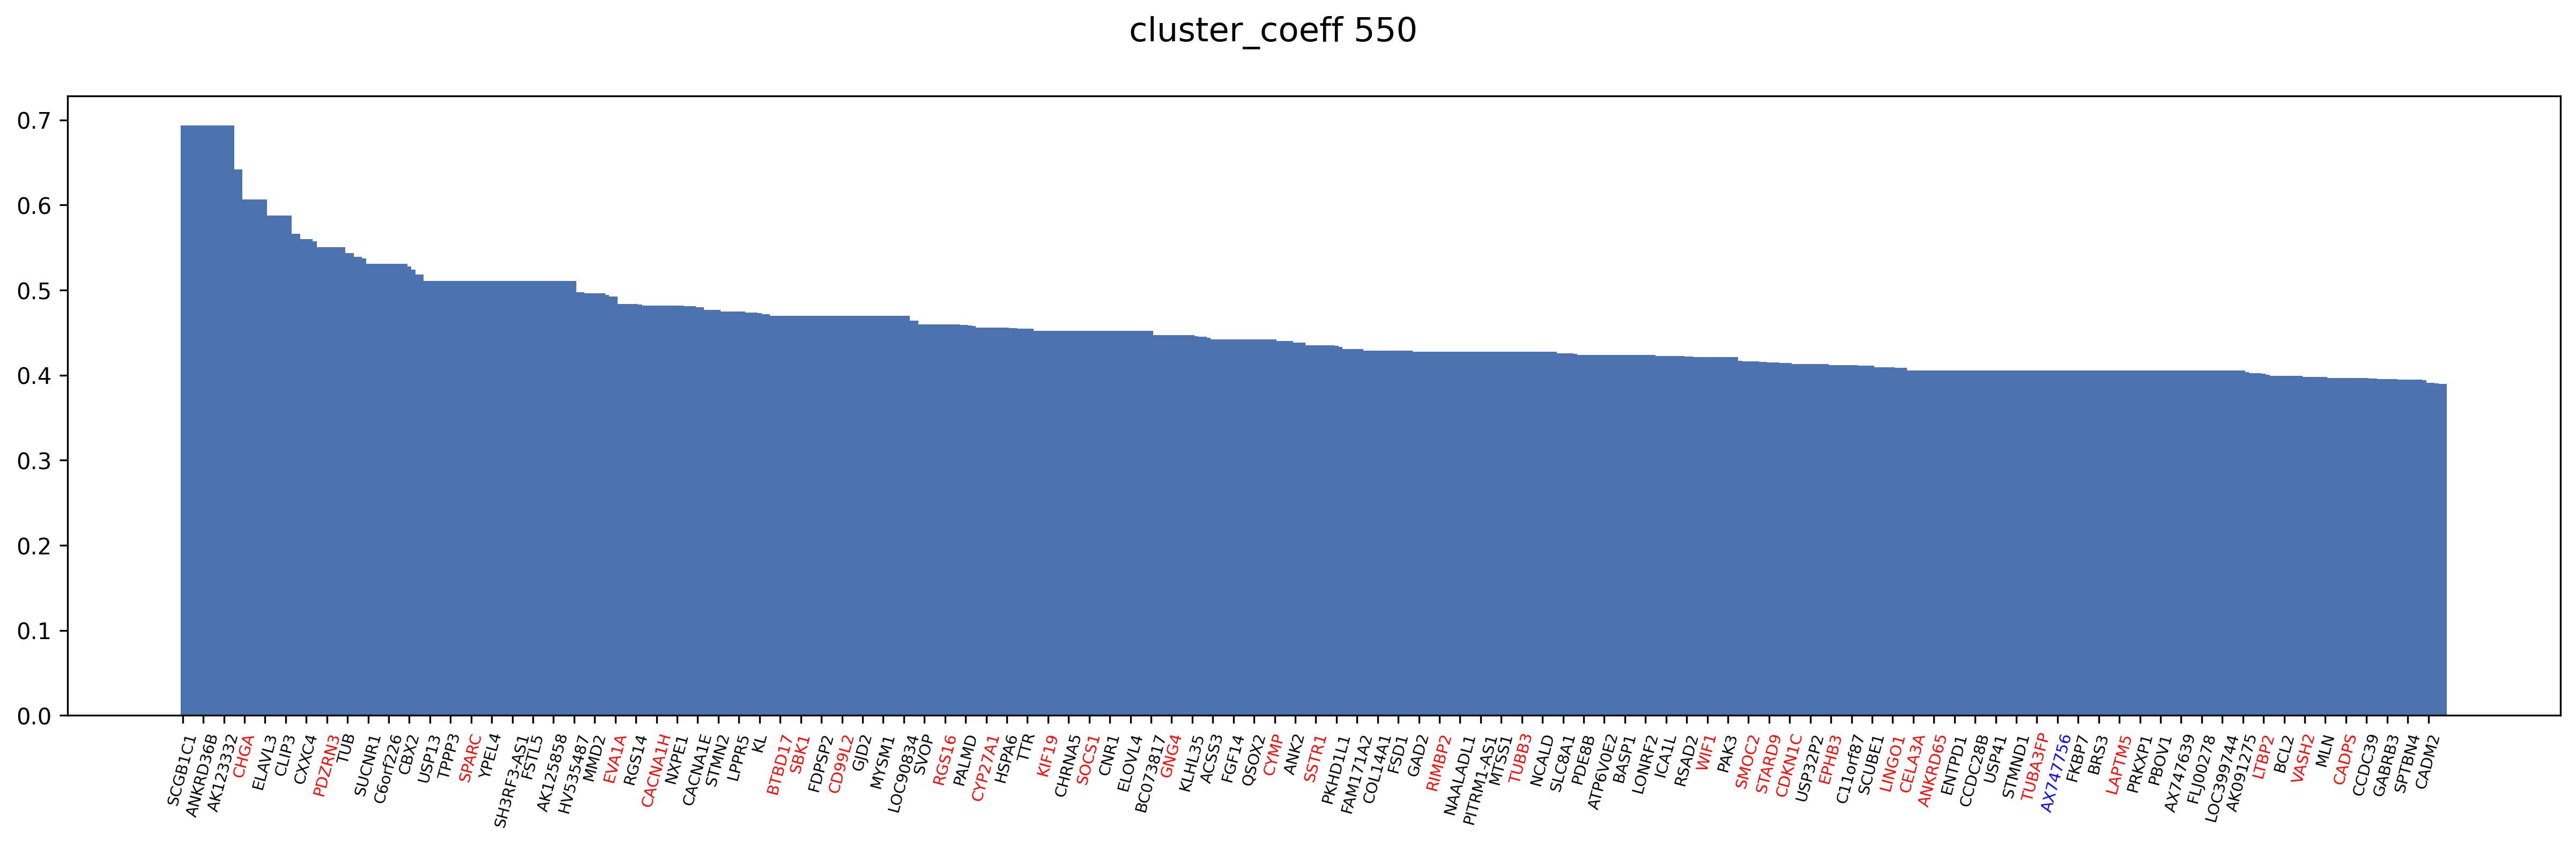 cluster_coeff 550
0.7
0.6
0.5
0.4
0.3
0.2
0.1
0.0
SCGB1C1
ANKRD36B
AK123332
CHGA
ELAVL3
CLIP3
CXXC4
PDZRN3
TUB
SUCNR1
C6orf226
CBX2
USP13
TPPP3
SPARC
YPEL4
SH3RF3-AS1
FSTL5
AK125858
HV535487
MMD2
EVA1A
RGS14
CACNA1H
NXPE1
CACNA1E
STMN2
LPPR5
KL
BTBD17
SBK1
FDPSP2
CD99L2
GJD2
MYSM1
LOC90834
SVOP
RGS16
PALMD
CYP27A1
HSPA6
TTR
KIF19
CHRNA5
SOCS1
CNR1
ELOVL4
BC073817
GNG4
KLHL35
ACSS3
FGF14
QSOX2
CYMP
ANK2
SSTR1
PKHD1L1
FAM171A2
COL14A1
FSD1
GAD2
RIMBP2
NAALADL1
PITRM1-AS1
MTSS1
TUBB3
NCALD
SLC8A1
PDE8B
ATP6V0E2
BASP1
LONRF2
ICA1L
RSAD2
WIF1
PAK3
SMOC2
STARD9
CDKN1C
USP32P2
EPHB3
C11orf87
SCUBE1
LINGO1
CELA3A
ANKRD65
ENTPD1
CCDC28B
USP41
STMND1
TUBA3FP
AX747756
FKBP7
BRS3
LAPTM5
PRKXP1
PBOV1
AX747639
FLJ00278
LOC399744
AK091275
LTBP2
BCL2
VASH2
MLN
CADPS
CCDC39
GABRB3
SPTBN4
CADM2